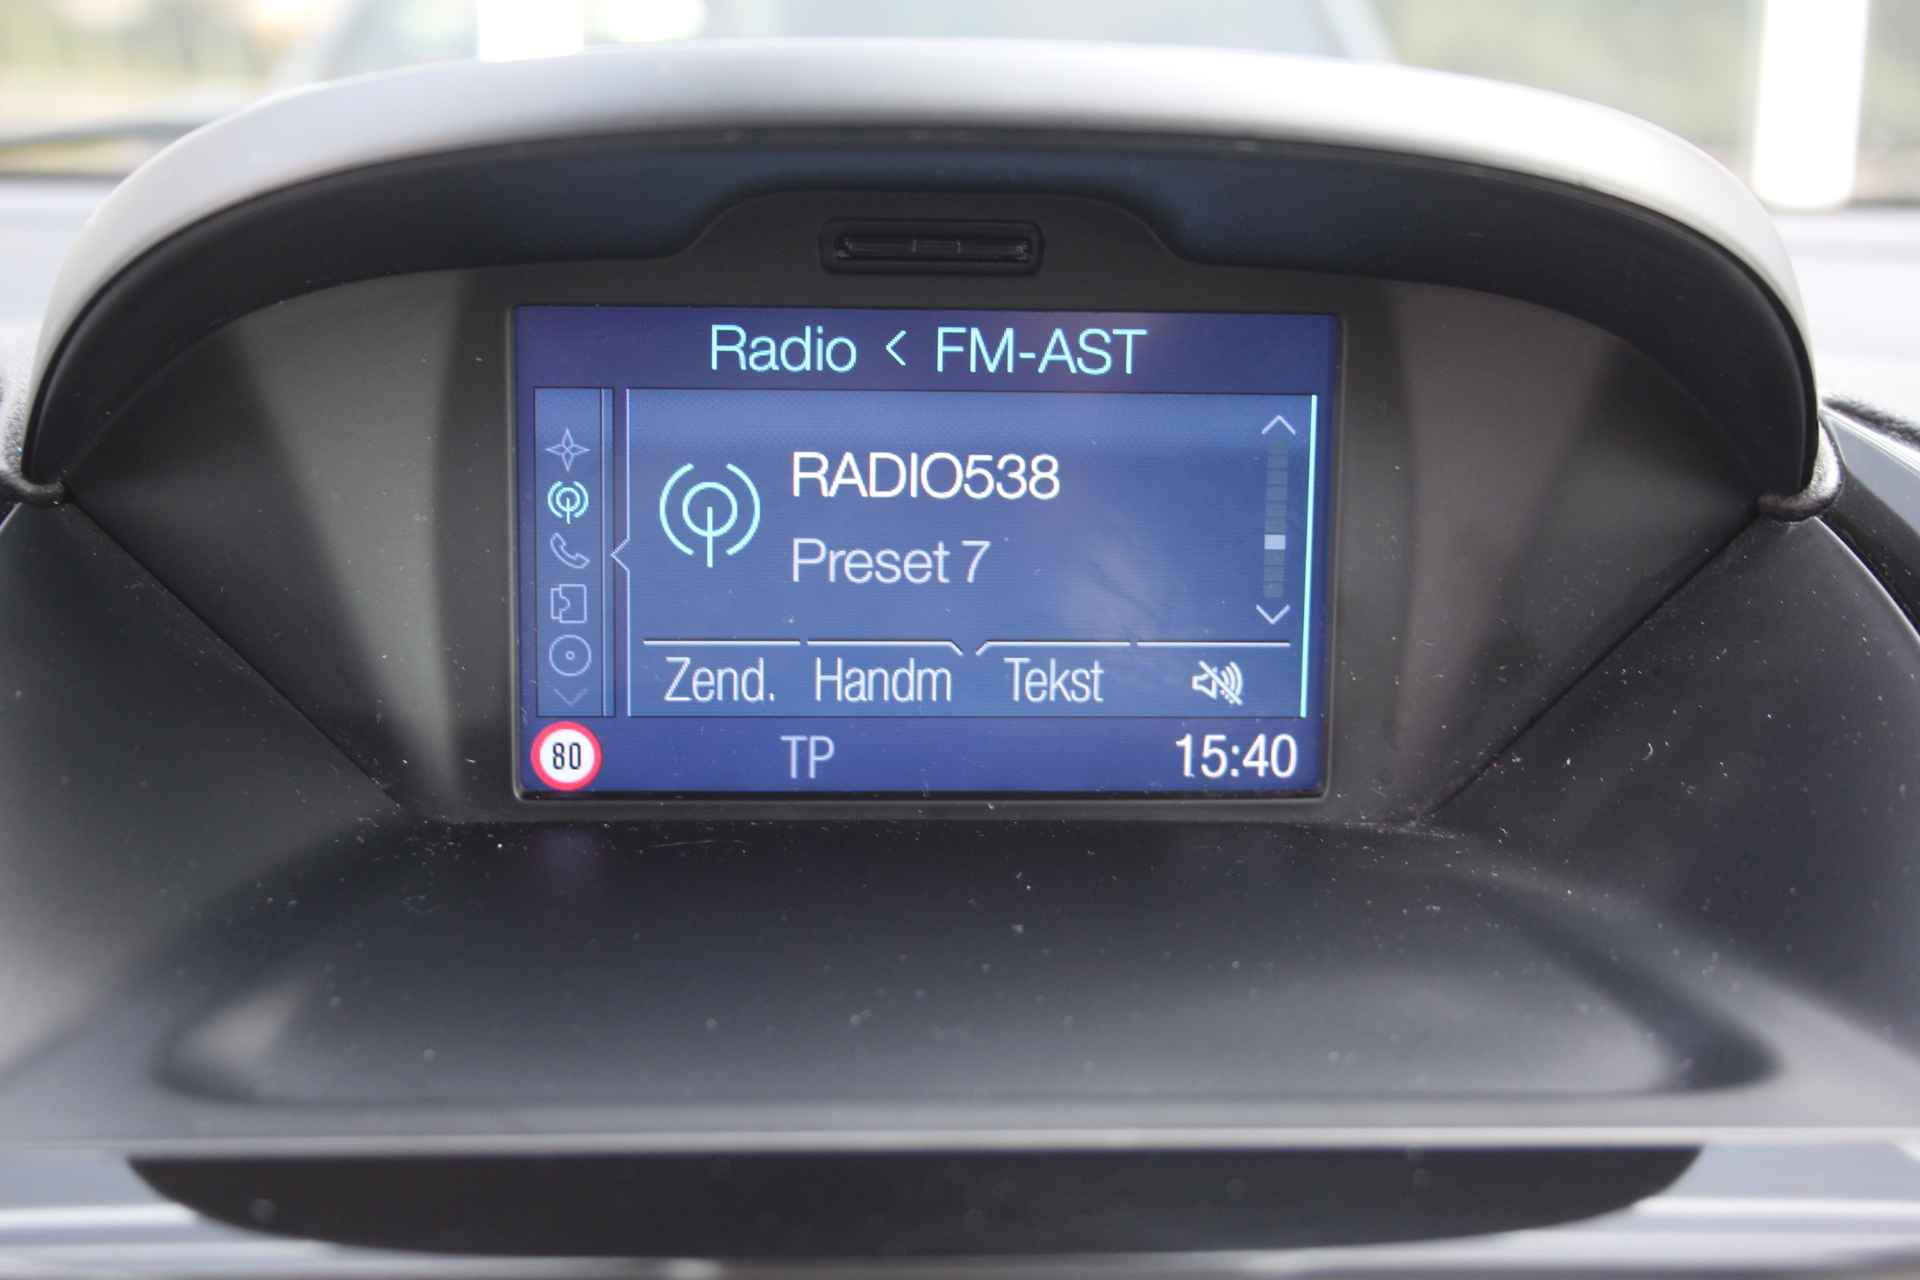 Radio < FM-AST
RADIO538
Preset 7
Zend. Handm Tekst
80 TP 15:40